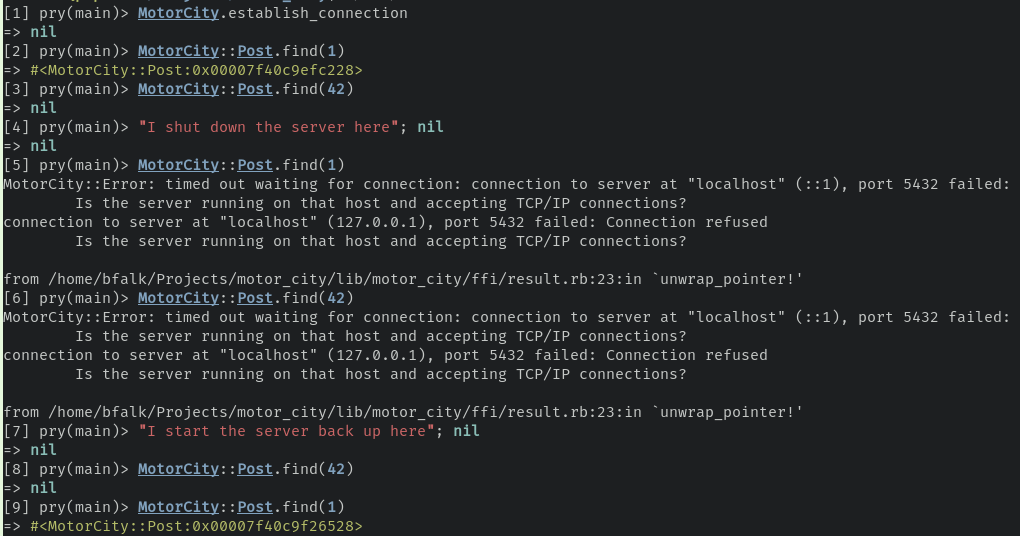 [1] pry(main)> MotorCity.establish_connection
=> nil
[2] pry(main)> MotorCity::Post.find(1)
=> #<MotorCity::Post:0x00007f40c9efc228>
[3] pry(main)> MotorCity::Post.find(42)
=> nil
[4] pry(main)> "I shut down the server here"; nil
=> nil
[5] pry(main)> MotorCity::Post.find(1)
MotorCity::Error: timed out waiting for connection: connection to server at "localhost" (::1), port 5432 failed:
        Is the server running on that host and accepting TCP/IP connections?
connection to server at "localhost" (127.0.0.1), port 5432 failed: Connection refused
        Is the server running on that host and accepting TCP/IP connections?

from /home/bfalk/Projects/motor_city/lib/motor_city/ffi/result.rb:23:in `unwrap_pointer!'
[6] pry(main)> MotorCity::Post.find(42)
MotorCity::Error: timed out waiting for connection: connection to server at "localhost" (::1), port 5432 failed:
        Is the server running on that host and accepting TCP/IP connections?
connection to server at "localhost" (127.0.0.1), port 5432 failed: Connection refused
        Is the server running on that host and accepting TCP/IP connections?

from /home/bfalk/Projects/motor_city/lib/motor_city/ffi/result.rb:23:in `unwrap_pointer!'
[7] pry(main)> "I start the server back up here"; nil
=> nil
[8] pry(main)> MotorCity::Post.find(42)
=> nil
[9] pry(main)> MotorCity::Post.find(1)
=> #<MotorCity::Post:0x00007f40c9f26528>